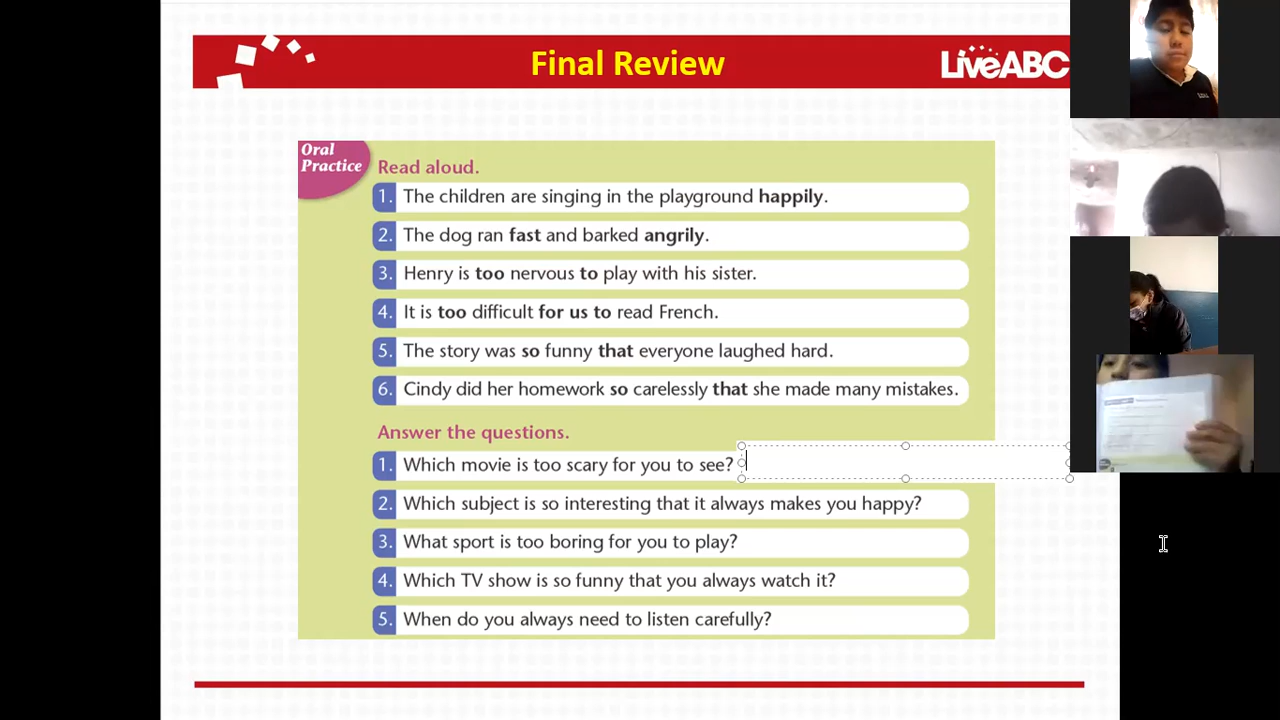 Final Review
LiveABC
Oral
Practice
Read aloud.
1. The children are singing in the playground happily.
2. The dog ran fast and barked angrily.
3. Henry is too nervous to play with his sister.
4. It is too difficult for us to read French.
5. The story was so funny that everyone laughed hard.
6. Cindy did her homework so carelessly that she made many mistakes.
Answer the questions.
1. Which movie is too scary for you to see?
2. Which subject is so interesting that it always makes you happy?
3. What sport is too boring for you to play?
4. Which TV show is so funny that you always watch it?
5. When do you always need to listen carefully?